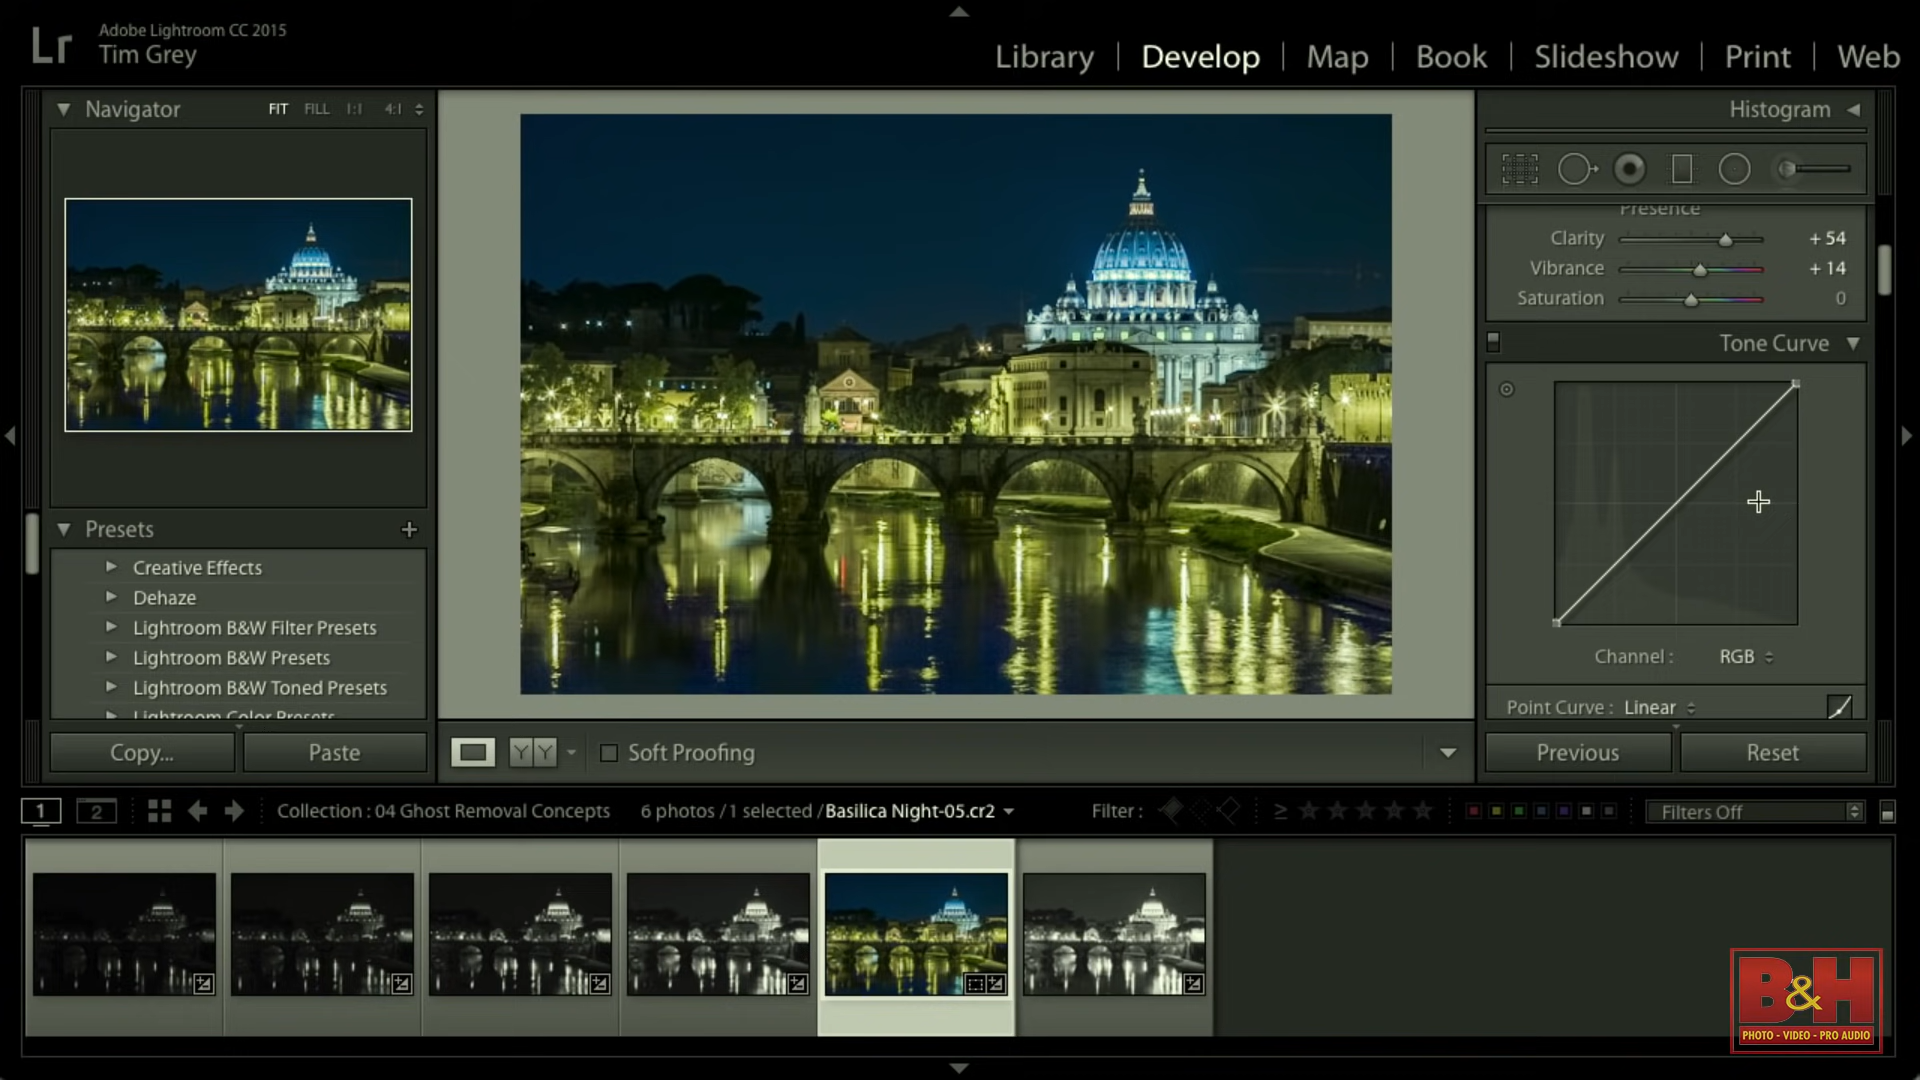 Lr
Adobe Lightroom CC 2015
Tim Grey
Library | Develop | Map | Book | Slideshow | Print | Web
Navigator
FIT FILL 1:1 4:1
Histogram
Presence
Clarity + 54
Vibrance + 14
Saturation 0
Tone Curve
Channel : RGB
Point Curve : Linear
Previous Reset
Presets +
Creative Effects
Dehaze
Lightroom B&W Filter Presets
Lightroom B&W Presets
Lightroom B&W Toned Presets
Lightroom Color Presets
Copy... Paste
YY
Soft Proofing
1 2
Collection : 04 Ghost Removal Concepts 6 photos / 1 selected / Basilica Night-05.cr2
Filter : ≥ Filters Off
B&H
PHOTO - VIDEO - PRO AUDIO